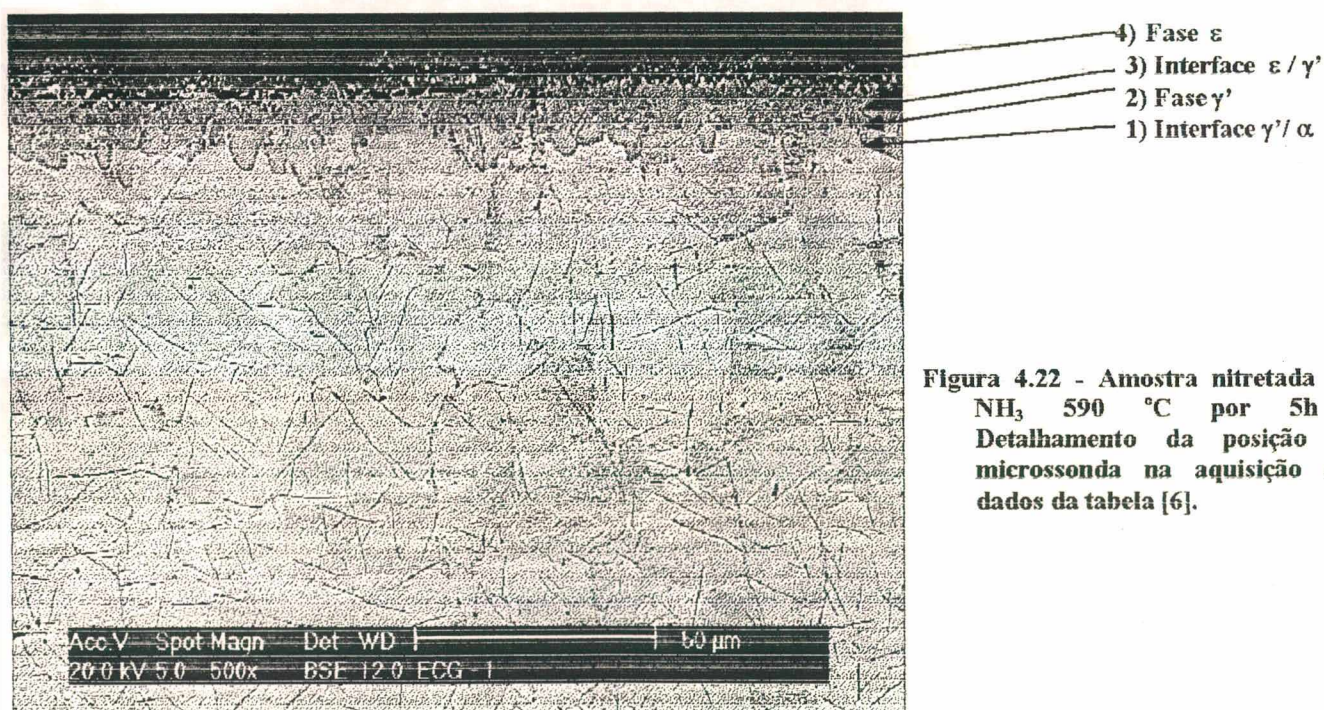 4) Fase ε
3) Interface ε / γ'
2) Fase γ'
1) Interface γ'/ α
Figura 4.22 - Amostra nitretada
NH₃ 590 °C por 5h
Detalhamento da posição
microssonda na aquisição
dados da tabela [6].
Acc.V Spot Magn Det WD 50 µm
20.0 kV 5.0 500x BSE 12.0 ECG - 1